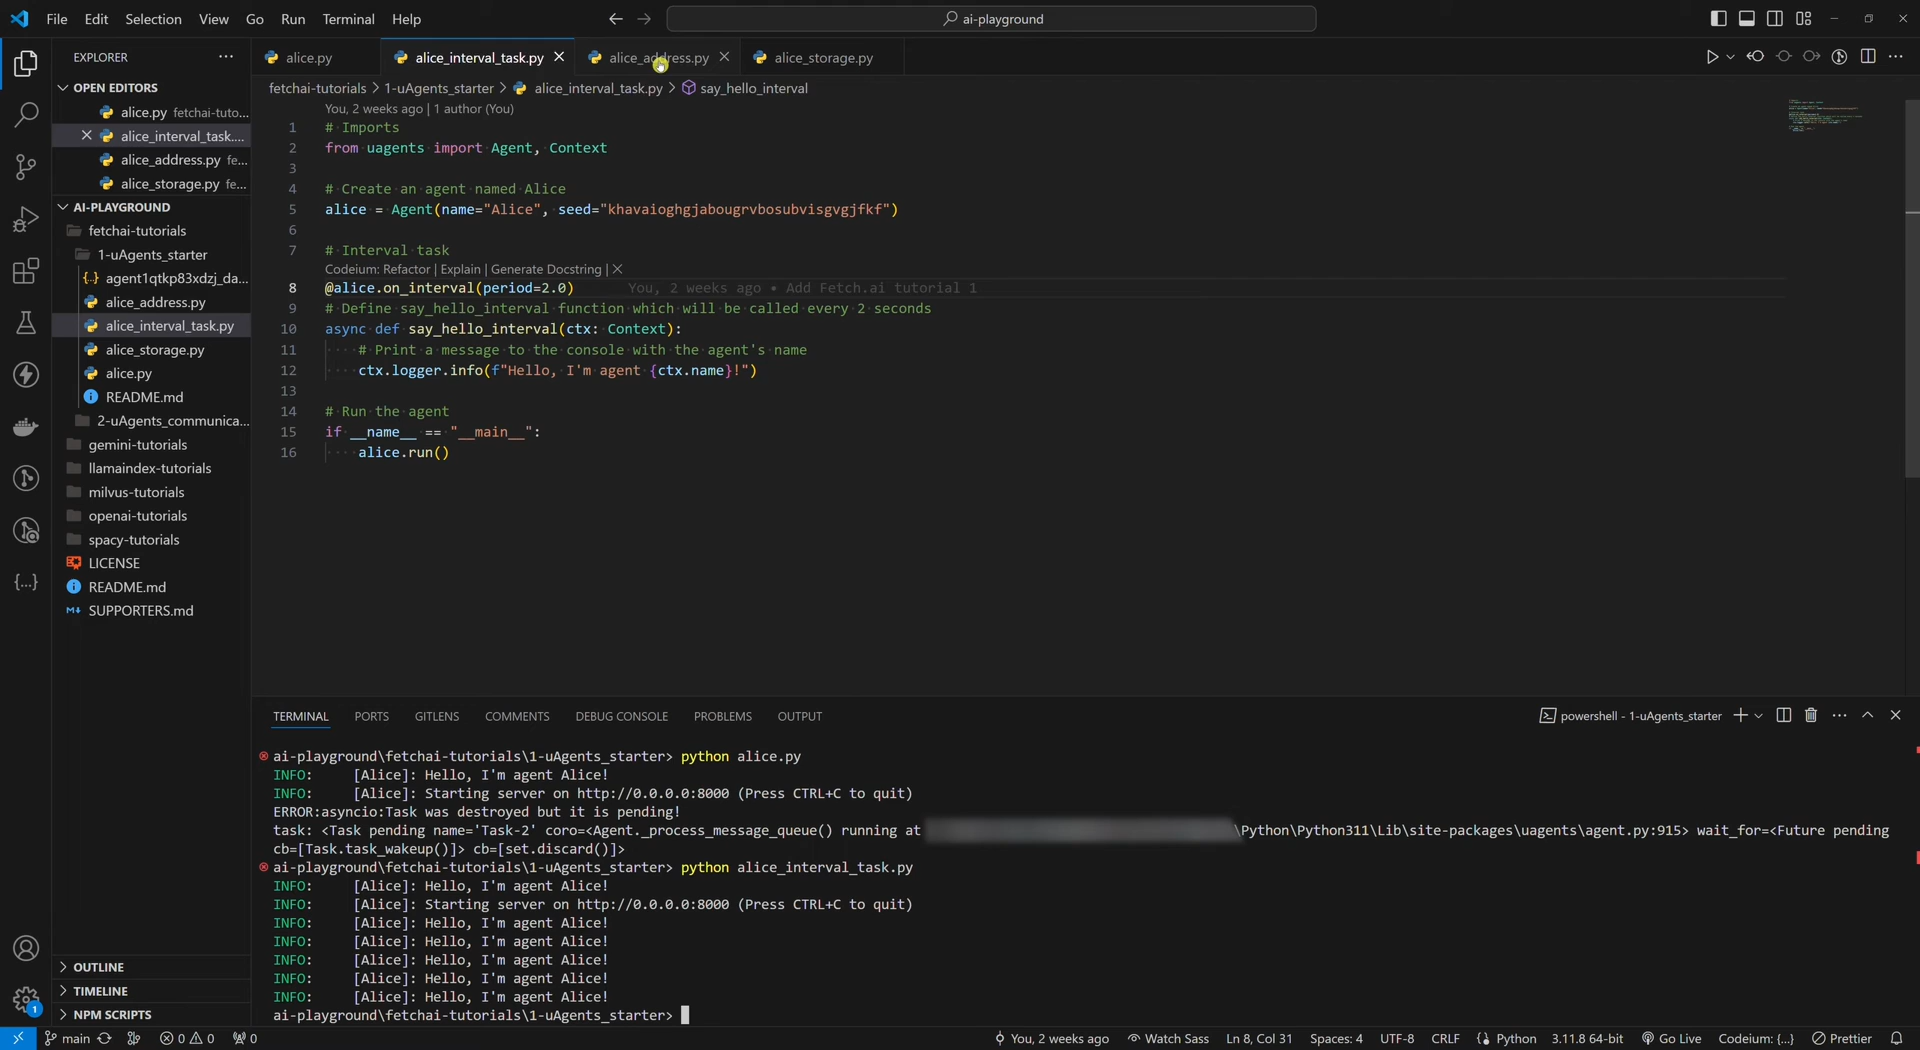 File Edit Selection View Go Run Terminal Help
ai-playground
EXPLORER
alice.py
alice_interval_task.py
alice_address.py
alice_storage.py
OPEN EDITORS
alice.py fetchai-tuto...
alice_interval_task....
alice_address.py fe...
alice_storage.py fe...
AI-PLAYGROUND
fetchai-tutorials
1-uAgents_starter
agent1qtkp83xdzj_da...
alice_address.py
alice_interval_task.py
alice_storage.py
alice.py
README.md
2-uAgents_communica...
gemini-tutorials
llamaindex-tutorials
milvus-tutorials
openai-tutorials
spacy-tutorials
LICENSE
README.md
SUPPORTERS.md
OUTLINE
TIMELINE
NPM SCRIPTS
fetchai-tutorials > 1-uAgents_starter > alice_interval_task.py > say_hello_interval
You, 2 weeks ago | 1 author (You)
1 # Imports
2 from uagents import Agent, Context
3
4 # Create an agent named Alice
5 alice = Agent(name="Alice", seed="khavaioghgjabougrvbosubvisgvgjfkf")
6
7 # Interval task
Codeium: Refactor | Explain | Generate Docstring | X
8 @alice.on_interval(period=2.0) You, 2 weeks ago • Add Fetch.ai tutorial 1
9 # Define say_hello_interval function which will be called every 2 seconds
10 async def say_hello_interval(ctx: Context):
11 # Print a message to the console with the agent's name
12 ctx.logger.info(f"Hello, I'm agent {ctx.name}!")
13
14 # Run the agent
15 if __name__ == "__main__":
16 alice.run()
TERMINAL PORTS GITLENS COMMENTS DEBUG CONSOLE PROBLEMS OUTPUT
powershell - 1-uAgents_starter
ai-playground\fetchai-tutorials\1-uAgents_starter> python alice.py
INFO: [Alice]: Hello, I'm agent Alice!
INFO: [Alice]: Starting server on http://0.0.0.0:8000 (Press CTRL+C to quit)
ERROR:asyncio:Task was destroyed but it is pending!
task: <Task pending name='Task-2' coro=<Agent._process_message_queue() running at \Python\Python311\Lib\site-packages\uagents\agent.py:915> wait_for=<Future pending
cb=[Task.task_wakeup()]> cb=[set.discard()]>
ai-playground\fetchai-tutorials\1-uAgents_starter> python alice_interval_task.py
INFO: [Alice]: Hello, I'm agent Alice!
INFO: [Alice]: Starting server on http://0.0.0.0:8000 (Press CTRL+C to quit)
INFO: [Alice]: Hello, I'm agent Alice!
INFO: [Alice]: Hello, I'm agent Alice!
INFO: [Alice]: Hello, I'm agent Alice!
INFO: [Alice]: Hello, I'm agent Alice!
INFO: [Alice]: Hello, I'm agent Alice!
ai-playground\fetchai-tutorials\1-uAgents_starter>
1
main 0 0 0 You, 2 weeks ago Watch Sass Ln 8, Col 31 Spaces: 4 UTF-8 CRLF Python 3.11.8 64-bit Go Live Codeium: {...} Prettier